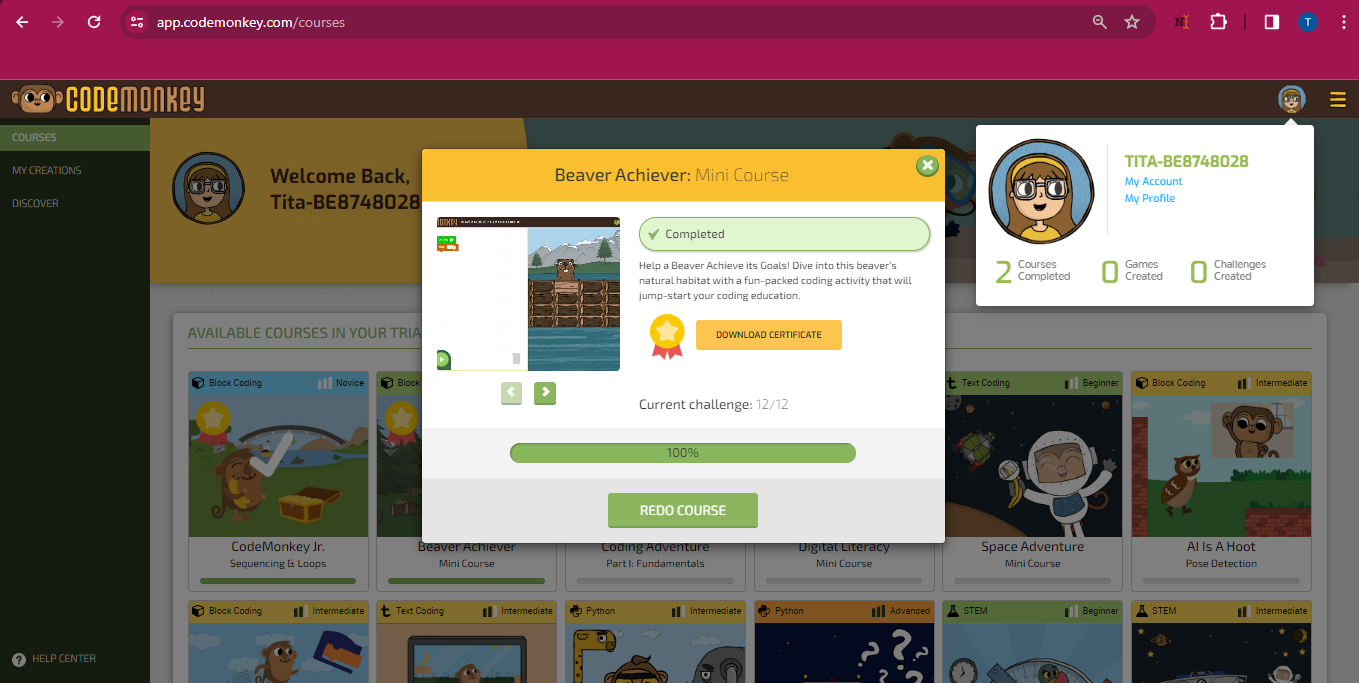 app.codemonkey.com/courses
T
CODEMONKEY
COURSES
MY CREATIONS
DISCOVER
HELP CENTER
Welcome Back,
Tita-BE8748028
TITA-BE8748028
My Account
My Profile
2 Courses Completed
0 Games Created
0 Challenges Created
Beaver Achiever: Mini Course
Completed
Help a Beaver Achieve its Goals! Dive into this beaver's
natural habitat with a fun-packed coding activity that will
jump-start your coding education.
DOWNLOAD CERTIFICATE
Current challenge: 12/12
100%
REDO COURSE
AVAILABLE COURSES IN YOUR TRIA
Block Coding Novice
Block
Text Coding Beginner
Block Coding Intermediate
CodeMonkey Jr.
Sequencing & Loops
Beaver Achiever
Mini Course
Coding Adventure
Part I: Fundamentals
Digital Literacy
Mini Course
Space Adventure
Mini Course
AI Is A Hoot
Pose Detection
Block Coding Intermediate
Text Coding Intermediate
Python Intermediate
Python Advanced
STEM Beginner
STEM Intermediate